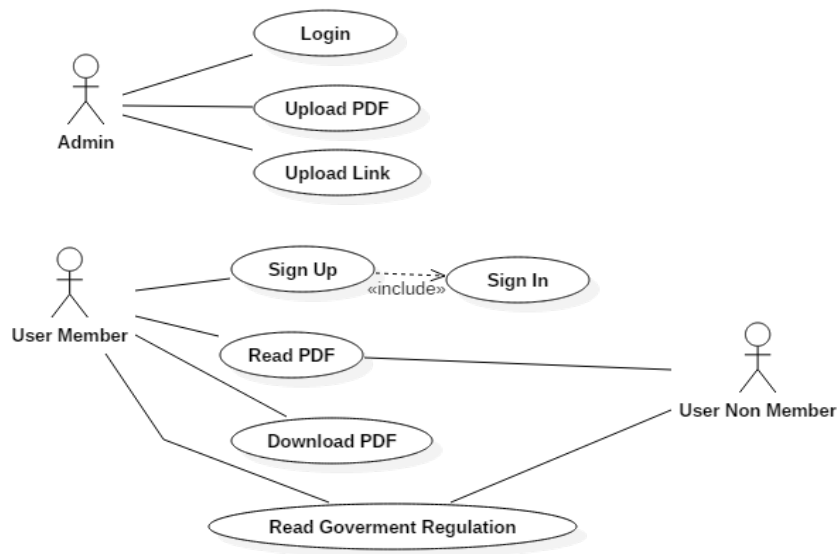 Login
Admin
Upload PDF
Upload Link
User Member
Sign Up
«include»
Sign In
Read PDF
User Non Member
Download PDF
Read Goverment Regulation